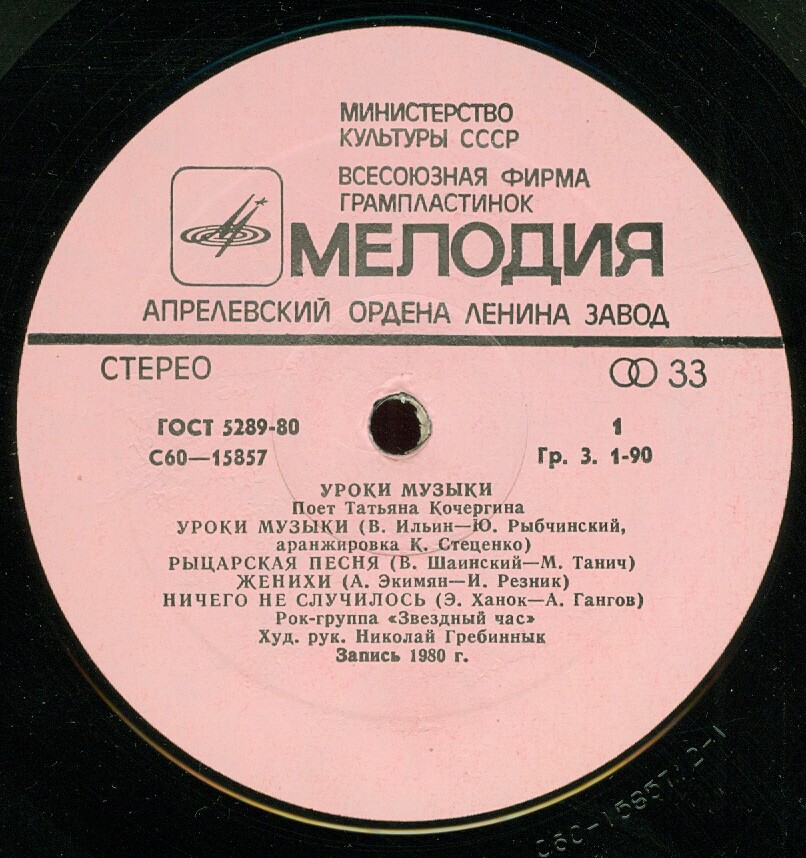 МИНИСТЕРСТВО
КУЛЬТУРЫ СССР
ВСЕСОЮЗНАЯ ФИРМА
ГРАМПЛАСТИНОК
МЕЛОДИЯ
АПРЕЛЕВСКИЙ ОРДЕНА ЛЕНИНА ЗАВОД
СТЕРЕО 33
ГОСТ 5289-80 1
С60—15857 Гр. 3. 1-90
УРОКИ МУЗЫКИ
Поет Татьяна Кочергина
УРОКИ МУЗЫКИ (В. Ильин—Ю. Рыбчинский,
аранжировка К. Стеценко)
РЫЦАРСКАЯ ПЕСНЯ (В. Шаинский—М. Танич)
ЖЕНИХИ (А. Экимян—И. Резник)
НИЧЕГО НЕ СЛУЧИЛОСЬ (Э. Ханок—А. Гангов)
Рок-группа «Звездный час»
Худ. рук. Николай Гребиннык
Запись 1980 г.